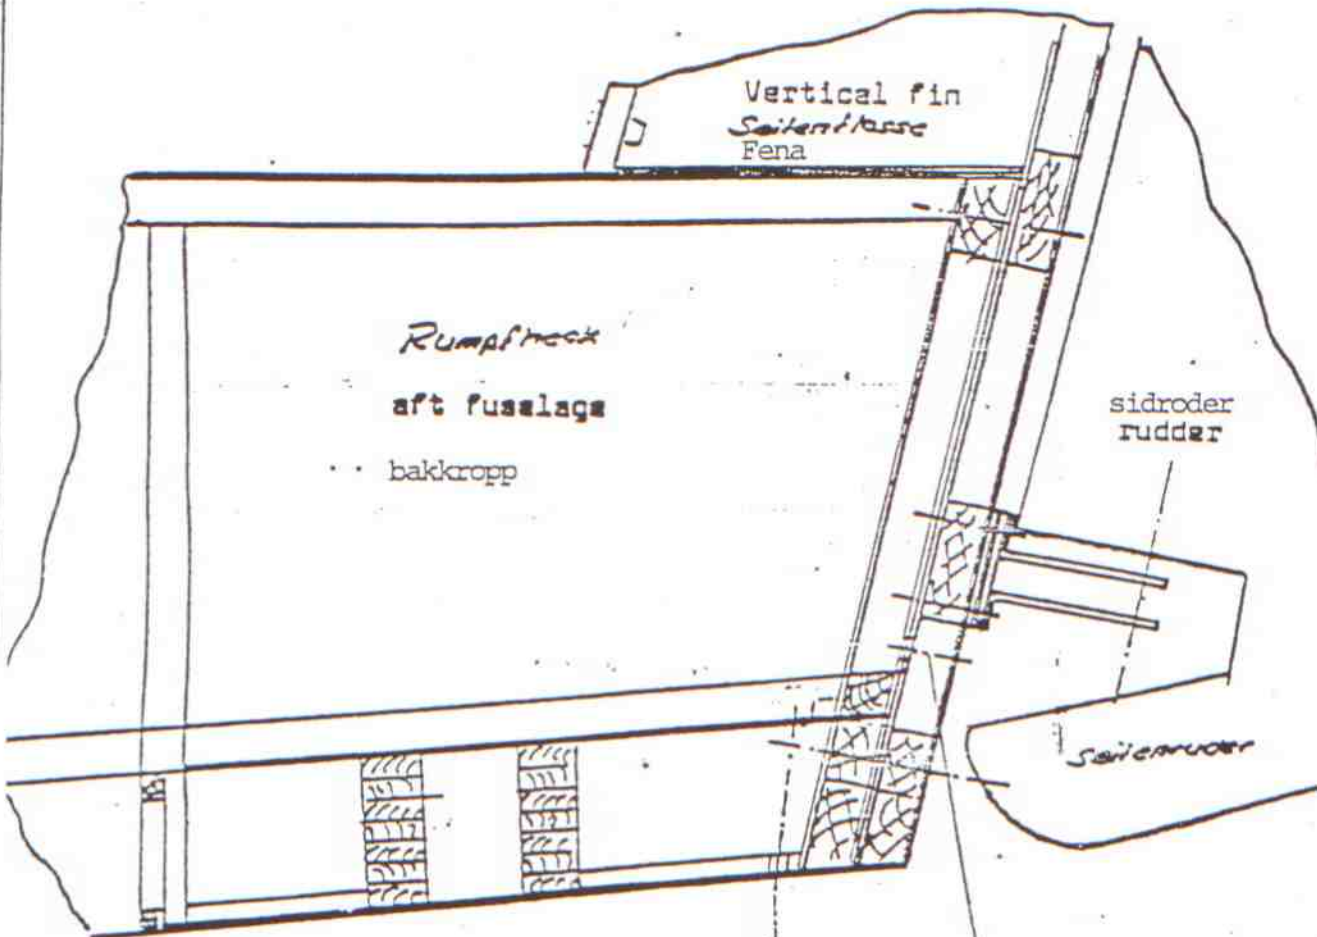 Vertical fin
Seitenflosse
Fena
Rumpfheck
aft fuselage
bakkropp
sidroder
rudder
Seitenruder